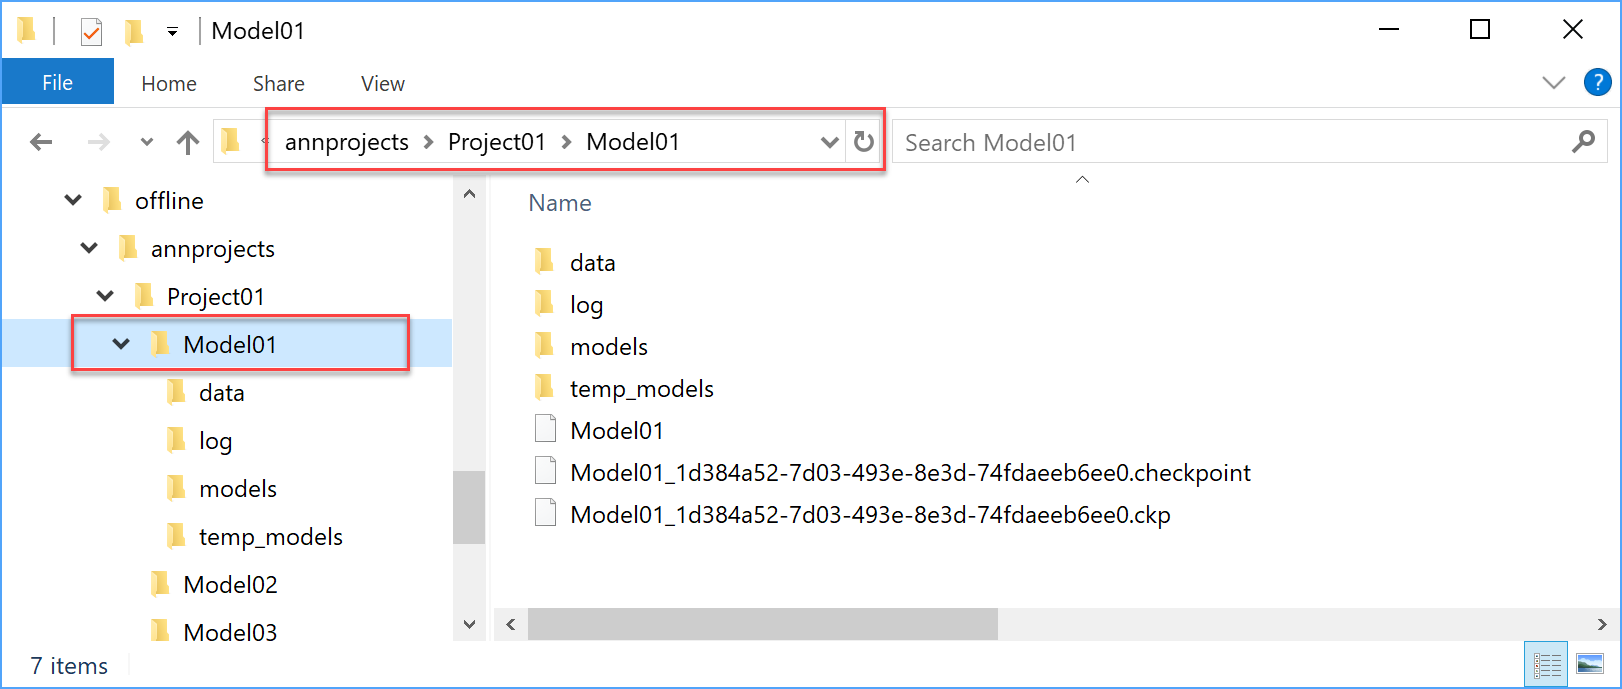 Model01
File Home Share View
annprojects Project01 Model01
Search Model01
offline
annprojects
Project01
Model01
data
log
models
temp_models
Model02
Model03
Name
data
log
models
temp_models
Model01
Model01_1d384a52-7d03-493e-8e3d-74fdaeeb6ee0.checkpoint
Model01_1d384a52-7d03-493e-8e3d-74fdaeeb6ee0.ckp
7 items